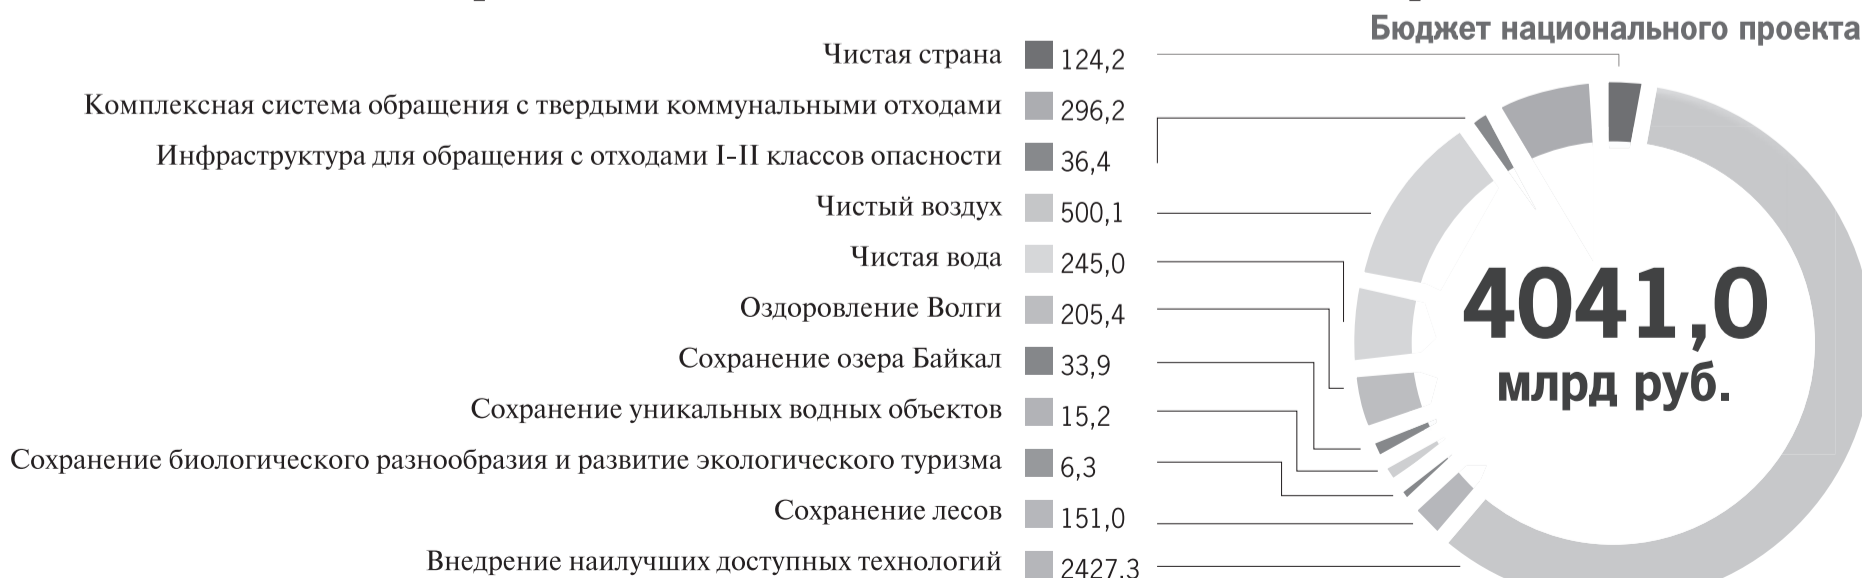 Бюджет национального проекта
Чистая страна 124,2
Комплексная система обращения с твердыми коммунальными отходами 296,2
Инфраструктура для обращения с отходами I-II классов опасности 36,4
Чистый воздух 500,1
Чистая вода 245,0
Оздоровление Волги 205,4
Сохранение озера Байкал 33,9
Сохранение уникальных водных объектов 15,2
Сохранение биологического разнообразия и развитие экологического туризма 6,3
Сохранение лесов 151,0
Внедрение наилучших доступных технологий 2427,3
4041,0
млрд руб.